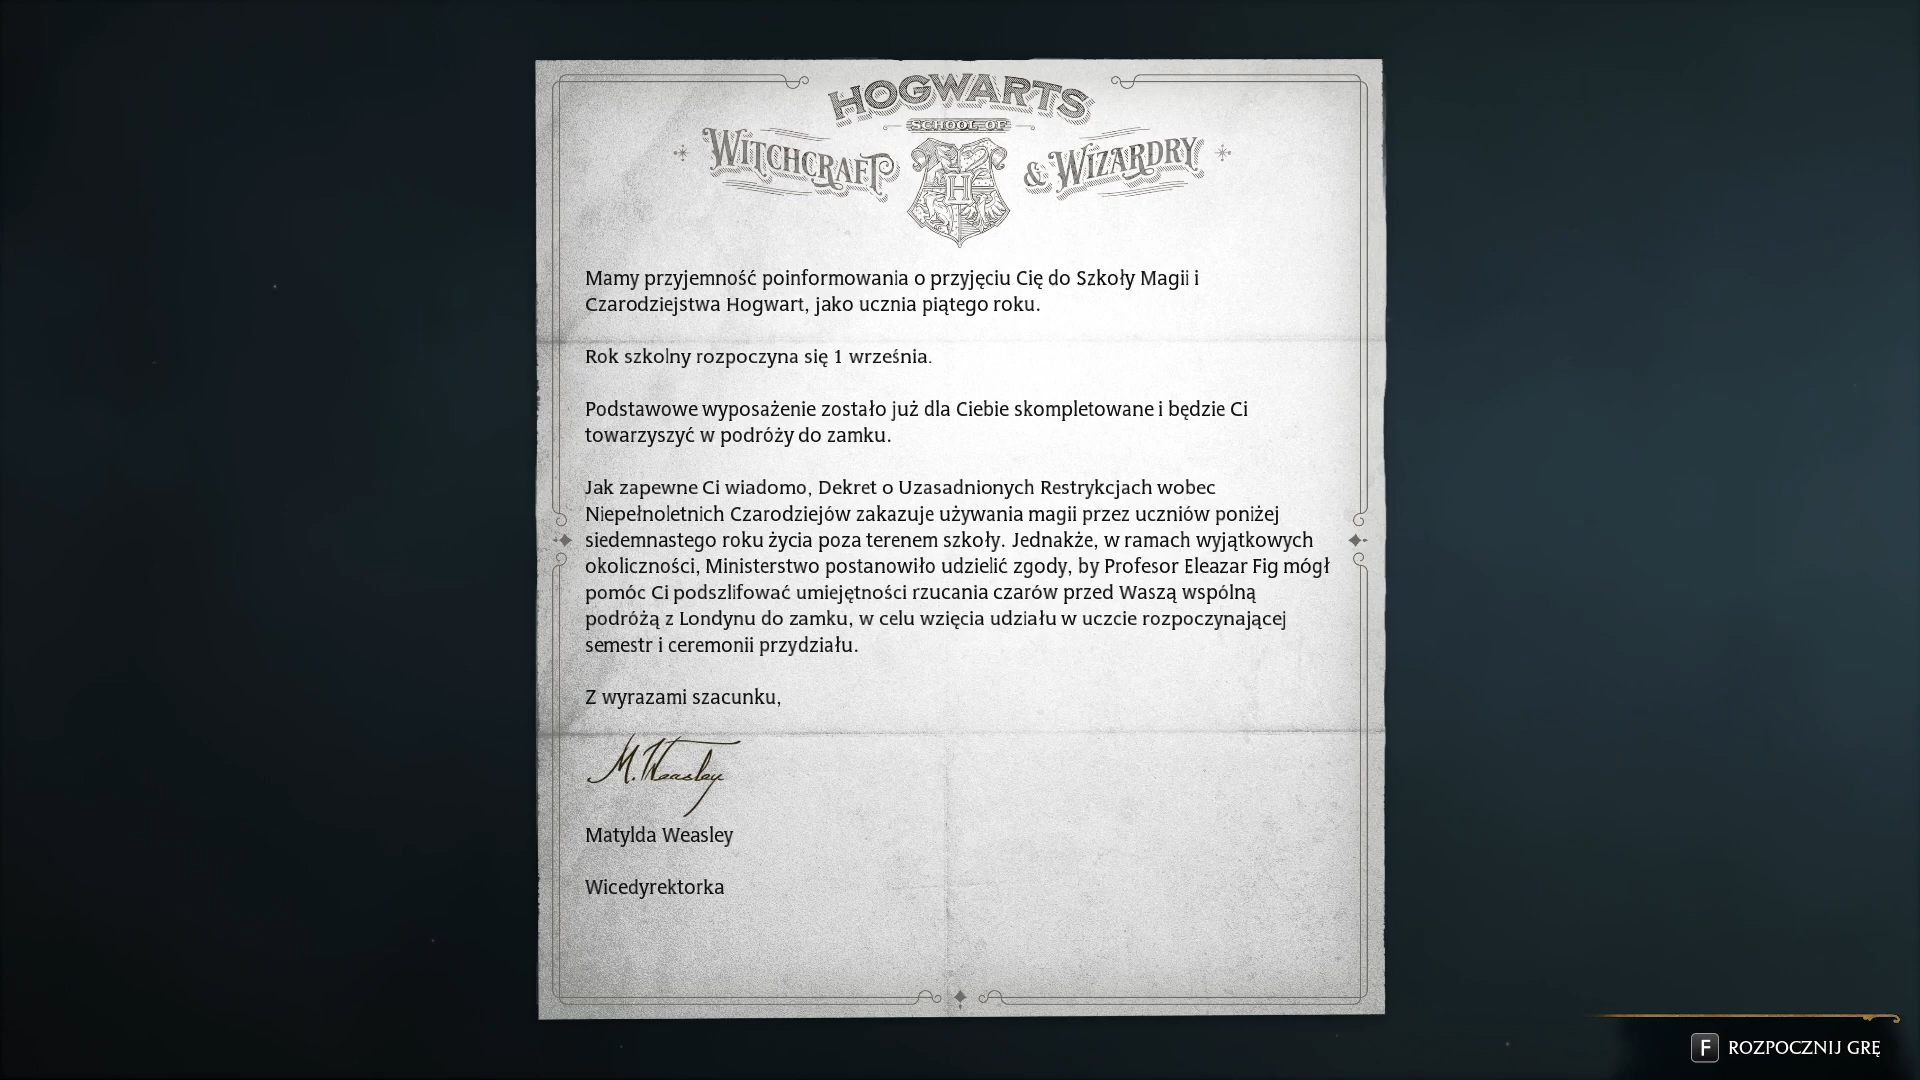 HOGWARTS
SCHOOL OF
WITCHCRAFT & WIZARDRY
H
Mamy przyjemność poinformowania o przyjęciu Cię do Szkoły Magii i
Czarodziejstwa Hogwart, jako ucznia piątego roku.
Rok szkolny rozpoczyna się 1 września.
Podstawowe wyposażenie zostało już dla Ciebie skompletowane i będzie Ci
towarzyszyć w podróży do zamku.
Jak zapewne Ci wiadomo, Dekret o Uzasadnionych Restrykcjach wobec
Niepełnoletnich Czarodziejów zakazuje używania magii przez uczniów poniżej
siedemnastego roku życia poza terenem szkoły. Jednakże, w ramach wyjątkowych
okoliczności, Ministerstwo postanowiło udzielić zgody, by Profesor Eleazar Fig mógł
pomóc Ci podszlifować umiejętności rzucania czarów przed Waszą wspólną
podróżą z Londynu do zamku, w celu wzięcia udziału w uczcie rozpoczynającej
semestr i ceremonii przydziału.
Z wyrazami szacunku,
M. Weasley
Matylda Weasley
Wicedyrektorka
F ROZPOCZNIJ GRĘ